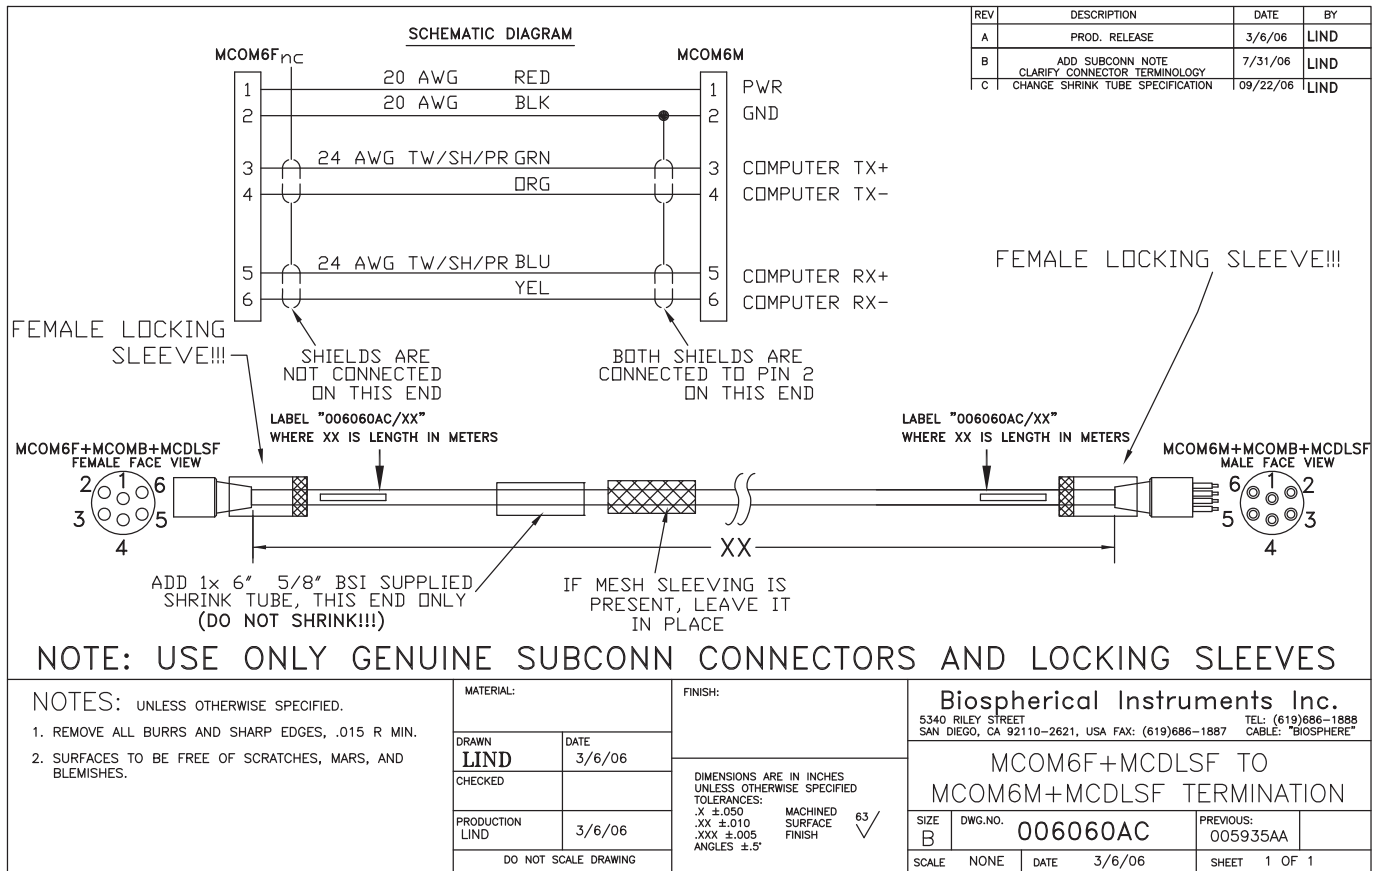 SCHEMATIC DIAGRAM
REV DESCRIPTION DATE BY
A PROD. RELEASE 3/6/06 LIND
B ADD SUBCONN NOTE
CLARIFY CONNECTOR TERMINOLOGY 7/31/06 LIND
C CHANGE SHRINK TUBE SPECIFICATION 09/22/06 LIND
MCOM6F nc MCOM6M
1 20 AWG RED 1 PWR
2 20 AWG BLK 2 GND
3 24 AWG TW/SH/PR GRN 3 COMPUTER TX+
4 ORG 4 COMPUTER TX-
5 24 AWG TW/SH/PR BLU 5 COMPUTER RX+
6 YEL 6 COMPUTER RX-
FEMALE LOCKING SLEEVE!!!
FEMALE LOCKING
SLEEVE!!!
SHIELDS ARE
NOT CONNECTED
ON THIS END
BOTH SHIELDS ARE
CONNECTED TO PIN 2
ON THIS END
LABEL "006060AC/XX"
WHERE XX IS LENGTH IN METERS
LABEL "006060AC/XX"
WHERE XX IS LENGTH IN METERS
MCOM6F+MCOMB+MCDLSF
FEMALE FACE VIEW
2 1 6
3 5
4
MCOM6M+MCOMB+MCDLSF
MALE FACE VIEW
6 1 2
5 3
4
XX
ADD 1x 6" 5/8" BSI SUPPLIED
SHRINK TUBE, THIS END ONLY
(DO NOT SHRINK!!!)
IF MESH SLEEVING IS
PRESENT, LEAVE IT
IN PLACE
NOTE: USE ONLY GENUINE SUBCONN CONNECTORS AND LOCKING SLEEVES
NOTES: UNLESS OTHERWISE SPECIFIED.
1. REMOVE ALL BURRS AND SHARP EDGES, .015 R MIN.
2. SURFACES TO BE FREE OF SCRATCHES, MARS, AND
BLEMISHES.
MATERIAL:
DRAWN
LIND
DATE
3/6/06
CHECKED
PRODUCTION
LIND
3/6/06
DO NOT SCALE DRAWING
FINISH:
DIMENSIONS ARE IN INCHES
UNLESS OTHERWISE SPECIFIED
TOLERANCES:
.X ±.050
.XX ±.010
.XXX ±.005
ANGLES ±.5°
MACHINED
SURFACE
FINISH
63
Biospherical Instruments Inc.
5340 RILEY STREET TEL: (619)686-1888
SAN DIEGO, CA 92110-2621, USA FAX: (619)686-1887 CABLE: "BIOSPHERE"
MCOM6F+MCDLSF TO
MCOM6M+MCDLSF TERMINATION
SIZE
B
DWG.NO.
006060AC
PREVIOUS:
005935AA
SCALE NONE DATE 3/6/06 SHEET 1 OF 1